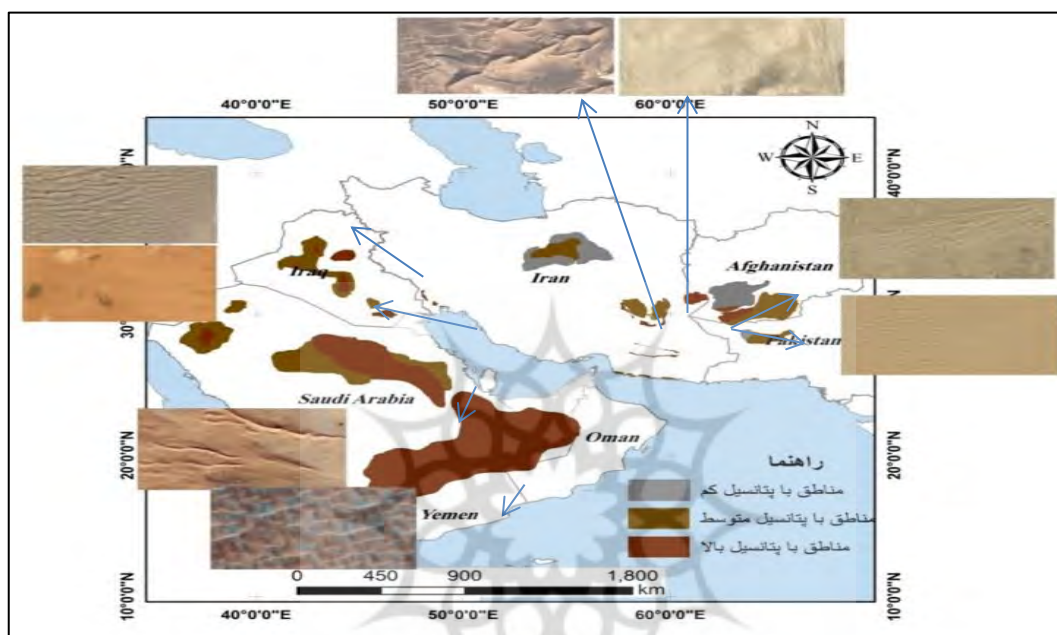 40°0'0"E 50°0'0"E 60°0'0"E
N
W E
S
40°0'0"N
40°0'0"N
Afghanistan
Iraq
Iran
30°0'0"N
30°0'0"N
Pakistan
Saudi Arabia
Oman
20°0'0"N
20°0'0"N
راهنما
مناطق با پتانسیل کم
مناطق با پتانسیل متوسط
مناطق با پتانسیل بالا
Yemen
0 450 900 1,800
km
10°0'0"N
10°0'0"N
40°0'0"E 50°0'0"E 60°0'0"E